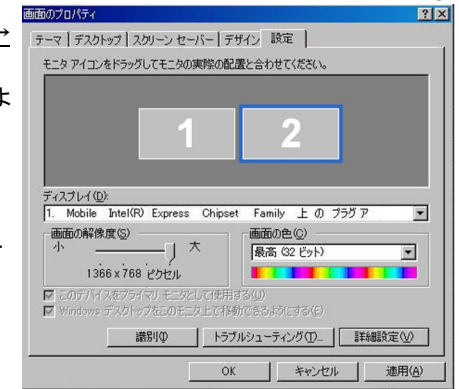 画面のプロパティ
テーマ デスクトップ スクリーン セーバー デザイン 設定
→
モニタ アイコンをドラッグしてモニタの実際の配置と合わせてください。
よ
1 2
ディスプレイ(D):
1. Mobile Intel(R) Express Chipset Family 上 の プラグ ア
画面の解像度(S)
小 大
1366 x 768 ピクセル
画面の色(C)
最高 (32 ビット)
このデバイスをプライマリ モニタとして使用する(U)
Windows デスクトップをこのモニタ上で移動できるようにする(E)
識別(I) トラブルシューティング(T)... 詳細設定(V)
OK キャンセル 適用(A)